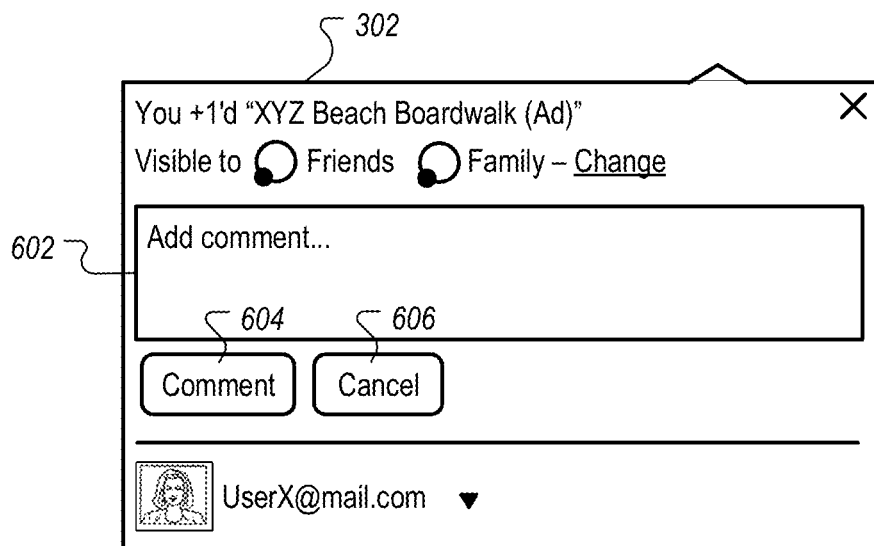 302
You +1'd “XYZ Beach Boardwalk (Ad)”
Visible to Friends Family – Change
602
Add comment...
604 606
Comment Cancel
UserX@mail.com